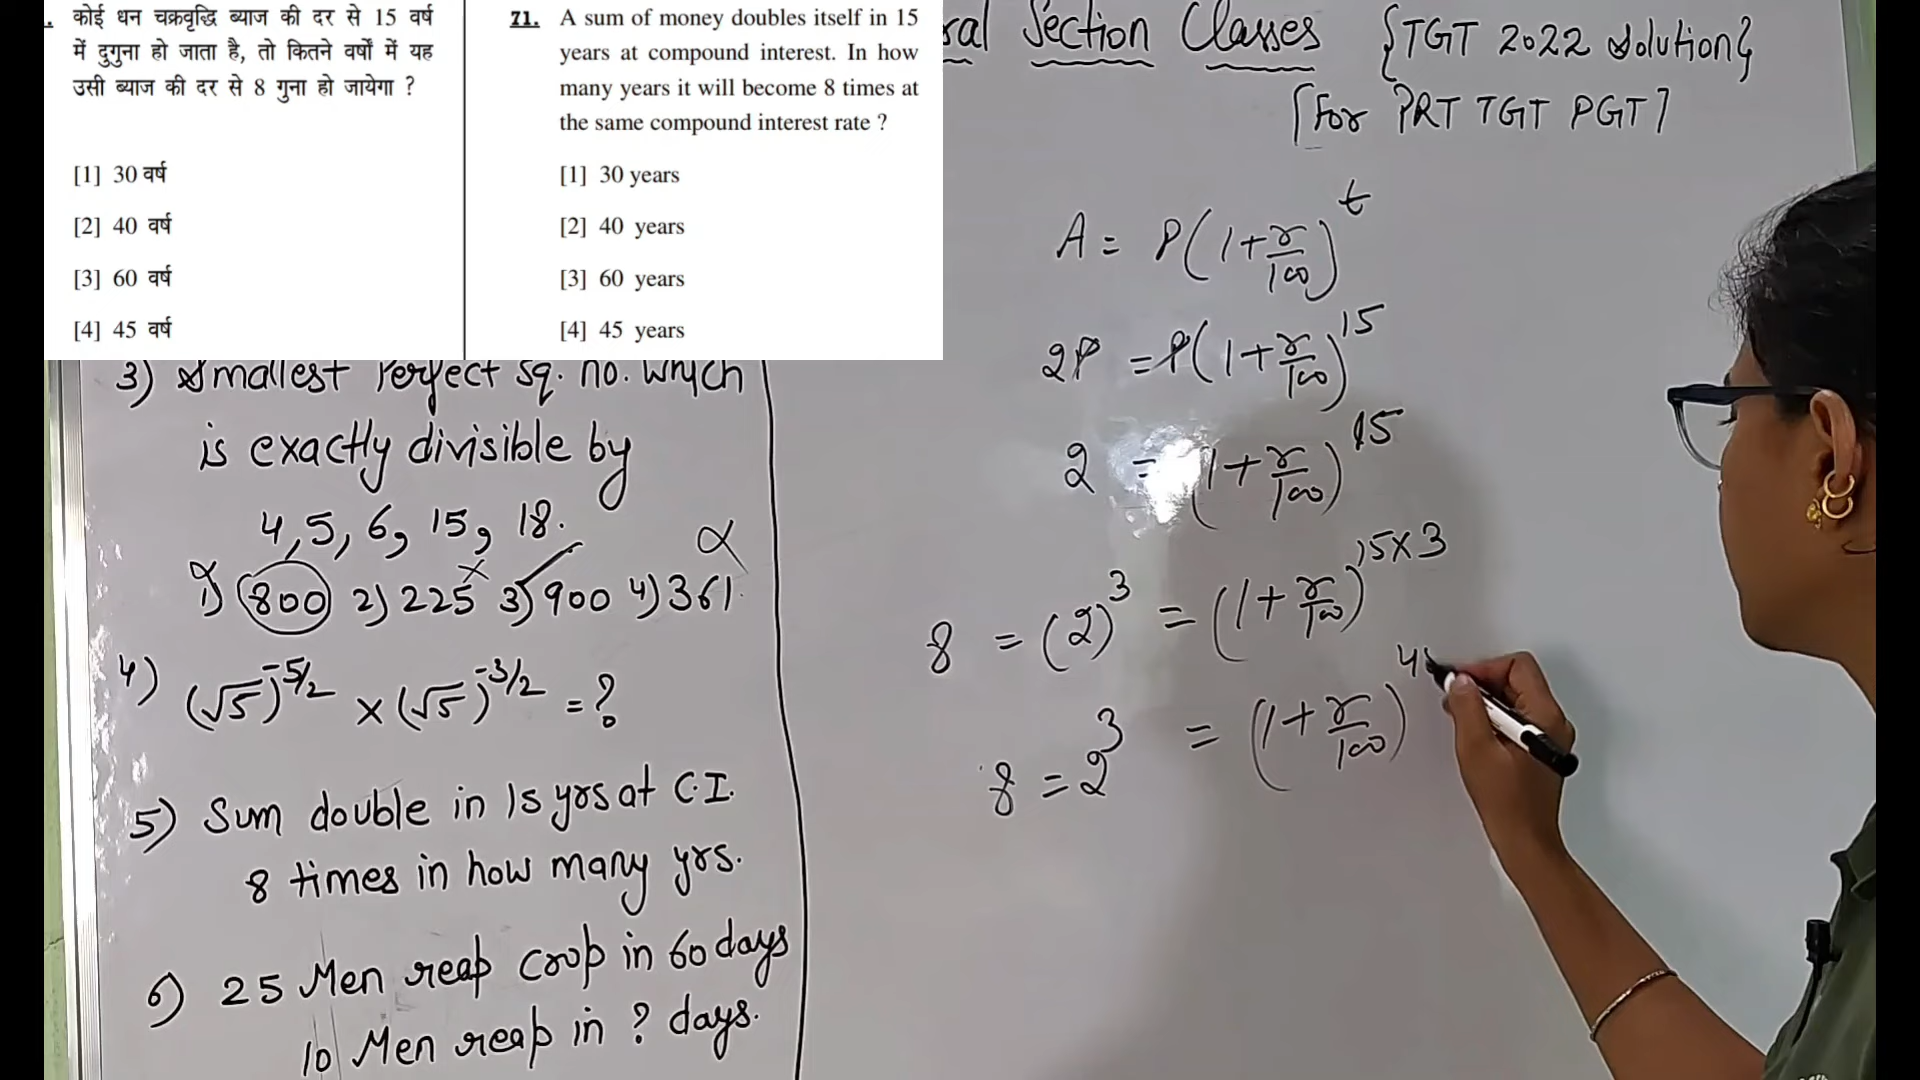 . कोई धन चक्रवृद्धि ब्याज की दर से 15 वर्ष
में दुगुना हो जाता है, तो कितने वर्षों में यह
उसी ब्याज की दर से 8 गुना हो जायेगा ?
[1] 30 वर्ष
[2] 40 वर्ष
[3] 60 वर्ष
[4] 45 वर्ष
71. A sum of money doubles itself in 15
years at compound interest. In how
many years it will become 8 times at
the same compound interest rate ?
[1] 30 years
[2] 40 years
[3] 60 years
[4] 45 years
ral Section Classes {TGT 2022 Solution}
[For PRT TGT PGT]
3) Smallest Perfect Sq. no. which
is exactly divisible by
4, 5, 6, 15, 18.
1) 800 2) 225 3) 900 4) 361.
4) (√5)^-5/2 × (√5)^-3/2 = ?
5) Sum double in 15 yrs at C.I.
8 times in how many yrs.
6) 25 Men reap crop in 60 days
10 Men reap in ? days.
A = P(1+r/100)^t
2P = P(1+r/100)^15
2 = (1+r/100)^15
8 = (2)^3 = (1+r/100)^15×3
8 = 2^3 = (1+r/100)^4